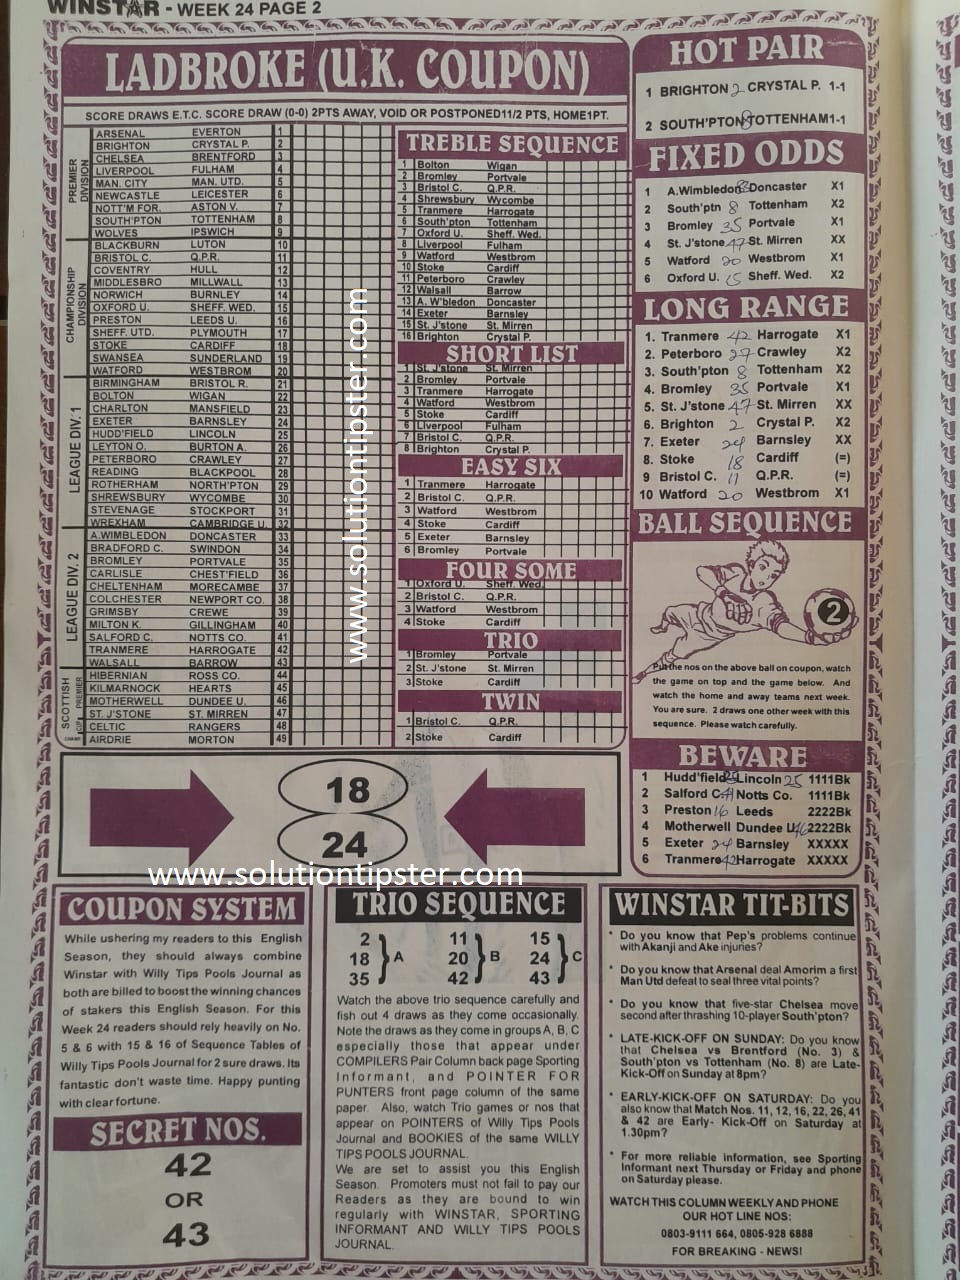 WINSTAR - WEEK 24 PAGE 2
LADBROKE (U.K. COUPON)
SCORE DRAWS E.T.C. SCORE DRAW (0-0) 2PTS AWAY, VOID OR POSTPONED11/2 PTS, HOME1PT.
PREMIER DIVISION
ARSENAL EVERTON 1
BRIGHTON CRYSTAL P. 2
CHELSEA BRENTFORD 3
LIVERPOOL FULHAM 4
MAN. CITY MAN. UTD. 5
NEWCASTLE LEICESTER 6
NOTT'M FOR. ASTON V. 7
SOUTH'PTON TOTTENHAM 8
WOLVES IPSWICH 9
CHAMPIONSHIP DIVISION
BLACKBURN LUTON 10
BRISTOL C. Q.P.R. 11
COVENTRY HULL 12
MIDDLESBRO MILLWALL 13
NORWICH BURNLEY 14
OXFORD U. SHEFF. WED. 15
PRESTON LEEDS U. 16
SHEFF. UTD. PLYMOUTH 17
STOKE CARDIFF 18
SWANSEA SUNDERLAND 19
WATFORD WESTBROM 20
LEAGUE DIV. 1
BIRMINGHAM BRISTOL R. 21
BOLTON WIGAN 22
CHARLTON MANSFIELD 23
EXETER BARNSLEY 24
HUDD'FIELD LINCOLN 25
LEYTON O. BURTON A. 26
PETERBORO CRAWLEY 27
READING BLACKPOOL 28
ROTHERHAM NORTH'PTON 29
SHREWSBURY WYCOMBE 30
STEVENAGE STOCKPORT 31
WREXHAM CAMBRIDGE U. 32
LEAGUE DIV. 2
A.WIMBLEDON DONCASTER 33
BRADFORD C. SWINDON 34
BROMLEY PORTVALE 35
CARLISLE CHEST'FIELD 36
CHELTENHAM MORECAMBE 37
COLCHESTER NEWPORT CO. 38
GRIMSBY CREWE 39
MILTON K. GILLINGHAM 40
SALFORD C. NOTTS CO. 41
TRANMERE HARROGATE 42
WALSALL BARROW 43
SCOTTISH PREMIER
HIBERNIAN ROSS CO. 44
KILMARNOCK HEARTS 45
MOTHERWELL DUNDEE U. 46
ST. J'STONE ST. MIRREN 47
CUP
CELTIC RANGERS 48
AIRDRIE MORTON 49
TREBLE SEQUENCE
1 Bolton Wigan
2 Bromley Portvale
3 Bristol C. Q.P.R.
4 Shrewsbury Wycombe
5 Tranmere Harrogate
6 South'pton Tottenham
7 Oxford U. Sheff. Wed.
8 Liverpool Fulham
9 Watford Westbrom
10 Stoke Cardiff
11 Peterboro Crawley
12 Walsall Barrow
13 A. W'bledon Doncaster
14 Exeter Barnsley
15 St. J'stone St. Mirren
16 Brighton Crystal P.
SHORT LIST
1 St. J'stone St. Mirren
2 Bromley Portvale
3 Tranmere Harrogate
4 Watford Westbrom
5 Stoke Cardiff
6 Liverpool Fulham
7 Bristol C. Q.P.R.
8 Brighton Crystal P.
EASY SIX
1 Tranmere Harrogate
2 Bristol C. Q.P.R.
3 Watford Westbrom
4 Stoke Cardiff
5 Exeter Barnsley
6 Bromley Portvale
FOUR SOME
1 Oxford U. Sheff. Wed.
2 Bristol C. Q.P.R.
3 Watford Westbrom
4 Stoke Cardiff
TRIO
1 Bromley Portvale
2 St. J'stone St. Mirren
3 Stoke Cardiff
TWIN
1 Bristol C. Q.P.R.
2 Stoke Cardiff
www.solutiontipster.com
HOT PAIR
1 BRIGHTON 2 CRYSTAL P. 1-1
2 SOUTH'PTON 8 TOTTENHAM 1-1
FIXED ODDS
1 A.Wimbledon Doncaster X1
2 South'ptn 8 Tottenham X2
3 Bromley 35 Portvale X1
4 St. J'stone 47 St. Mirren XX
5 Watford 20 Westbrom X1
6 Oxford U. 15 Sheff. Wed. X2
LONG RANGE
1. Tranmere 42 Harrogate X1
2. Peterboro 27 Crawley X2
3. South'pton 8 Tottenham X2
4. Bromley 35 Portvale X1
5. St. J'stone 47 St. Mirren XX
6. Brighton 2 Crystal P. X2
7. Exeter 24 Barnsley XX
8. Stoke 18 Cardiff (=)
9 Bristol C. 11 Q.P.R. (=)
10 Watford 20 Westbrom X1
BALL SEQUENCE
2
Put the nos on the above ball on coupon, watch
the game on top and the game below. And
watch the home and away teams next week.
You are sure. 2 draws one other week with this
sequence. Please watch carefully.
BEWARE
1 Hudd'field Lincoln 25 1111Bk
2 Salford C 41 Notts Co. 1111Bk
3 Preston 16 Leeds 2222Bk
4 Motherwell Dundee U 46 2222Bk
5 Exeter 24 Barnsley XXXXX
6 Tranmere 42 Harrogate XXXXX
18
24
www.solutiontipster.com
COUPON SYSTEM
While ushering my readers to this English
Season, they should always combine
Winstar with Willy Tips Pools Journal as
both are billed to boost the winning chances
of stakers this English Season. For this
Week 24 readers should rely heavily on No.
5 & 6 with 15 & 16 of Sequence Tables of
Willy Tips Pools Journal for 2 sure draws. Its
fantastic don't waste time. Happy punting
with clear fortune.
SECRET NOS.
42
OR
43
TRIO SEQUENCE
2 11 15
18 A 20 B 24 C
35 42 43
Watch the above trio sequence carefully and
fish out 4 draws as they come occasionally.
Note the draws as they come in groups A, B, C
especially those that appear under
COMPILERS Pair Column back page Sporting
Informant, and POINTER FOR
PUNTERS front page column of the same
paper. Also, watch Trio games or nos that
appear on POINTERS of Willy Tips Pools
Journal and BOOKIES of the same WILLY
TIPS POOLS JOURNAL.
We are set to assist you this English
Season. Promoters must not fail to pay our
Readers as they are bound to win
regularly with WINSTAR, SPORTING
INFORMANT AND WILLY TIPS POOLS
JOURNAL.
WINSTAR TIT-BITS
* Do you know that Pep's problems continue
with Akanji and Ake injuries?
* Do you know that Arsenal deal Amorim a first
Man Utd defeat to seal three vital points?
* Do you know that five-star Chelsea move
second after thrashing 10-player South'pton?
* LATE-KICK-OFF ON SUNDAY: Do you know
that Chelsea vs Brentford (No. 3) &
South'pton vs Tottenham (No. 8) are Late-
Kick-Off on Sunday at 8pm?
* EARLY-KICK-OFF ON SATURDAY: Do you
also know that Match Nos. 11, 12, 16, 22, 26, 41
& 42 are Early- Kick-Off on Saturday at
1.30pm?
* For more reliable information, see Sporting
Informant next Thursday or Friday and phone
on Saturday please.
WATCH THIS COLUMN WEEKLY AND PHONE
OUR HOT LINE NOS:
0803-9111 664, 0805-928 6888
FOR BREAKING - NEWS!